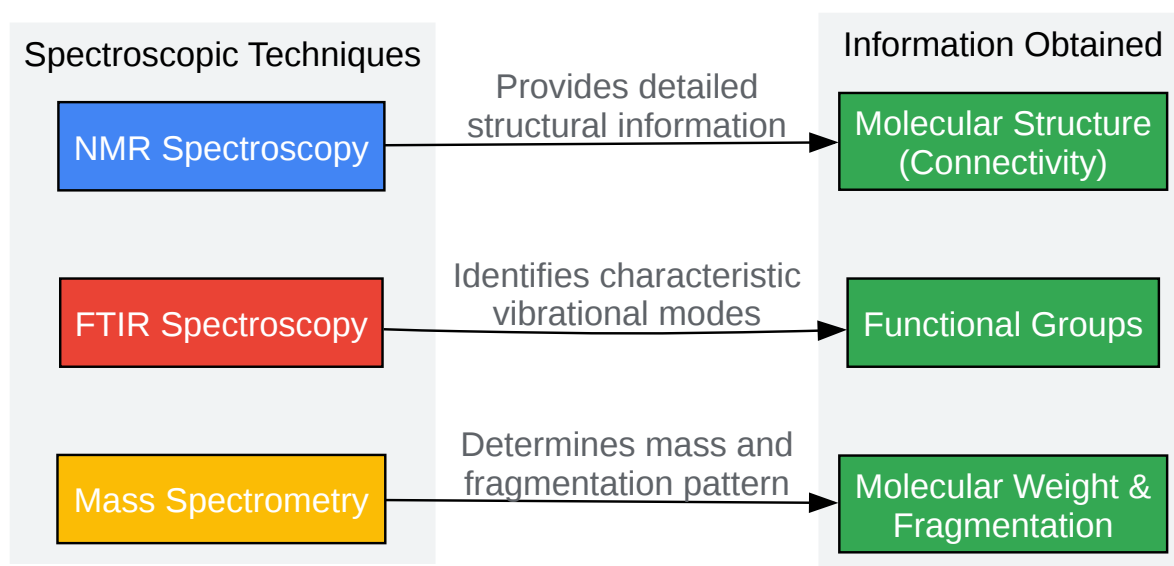 Spectroscopic Techniques
Information Obtained
NMR Spectroscopy
Provides detailed
structural information
Molecular Structure
(Connectivity)
FTIR Spectroscopy
Identifies characteristic
vibrational modes
Functional Groups
Mass Spectrometry
Determines mass and
fragmentation pattern
Molecular Weight &
Fragmentation